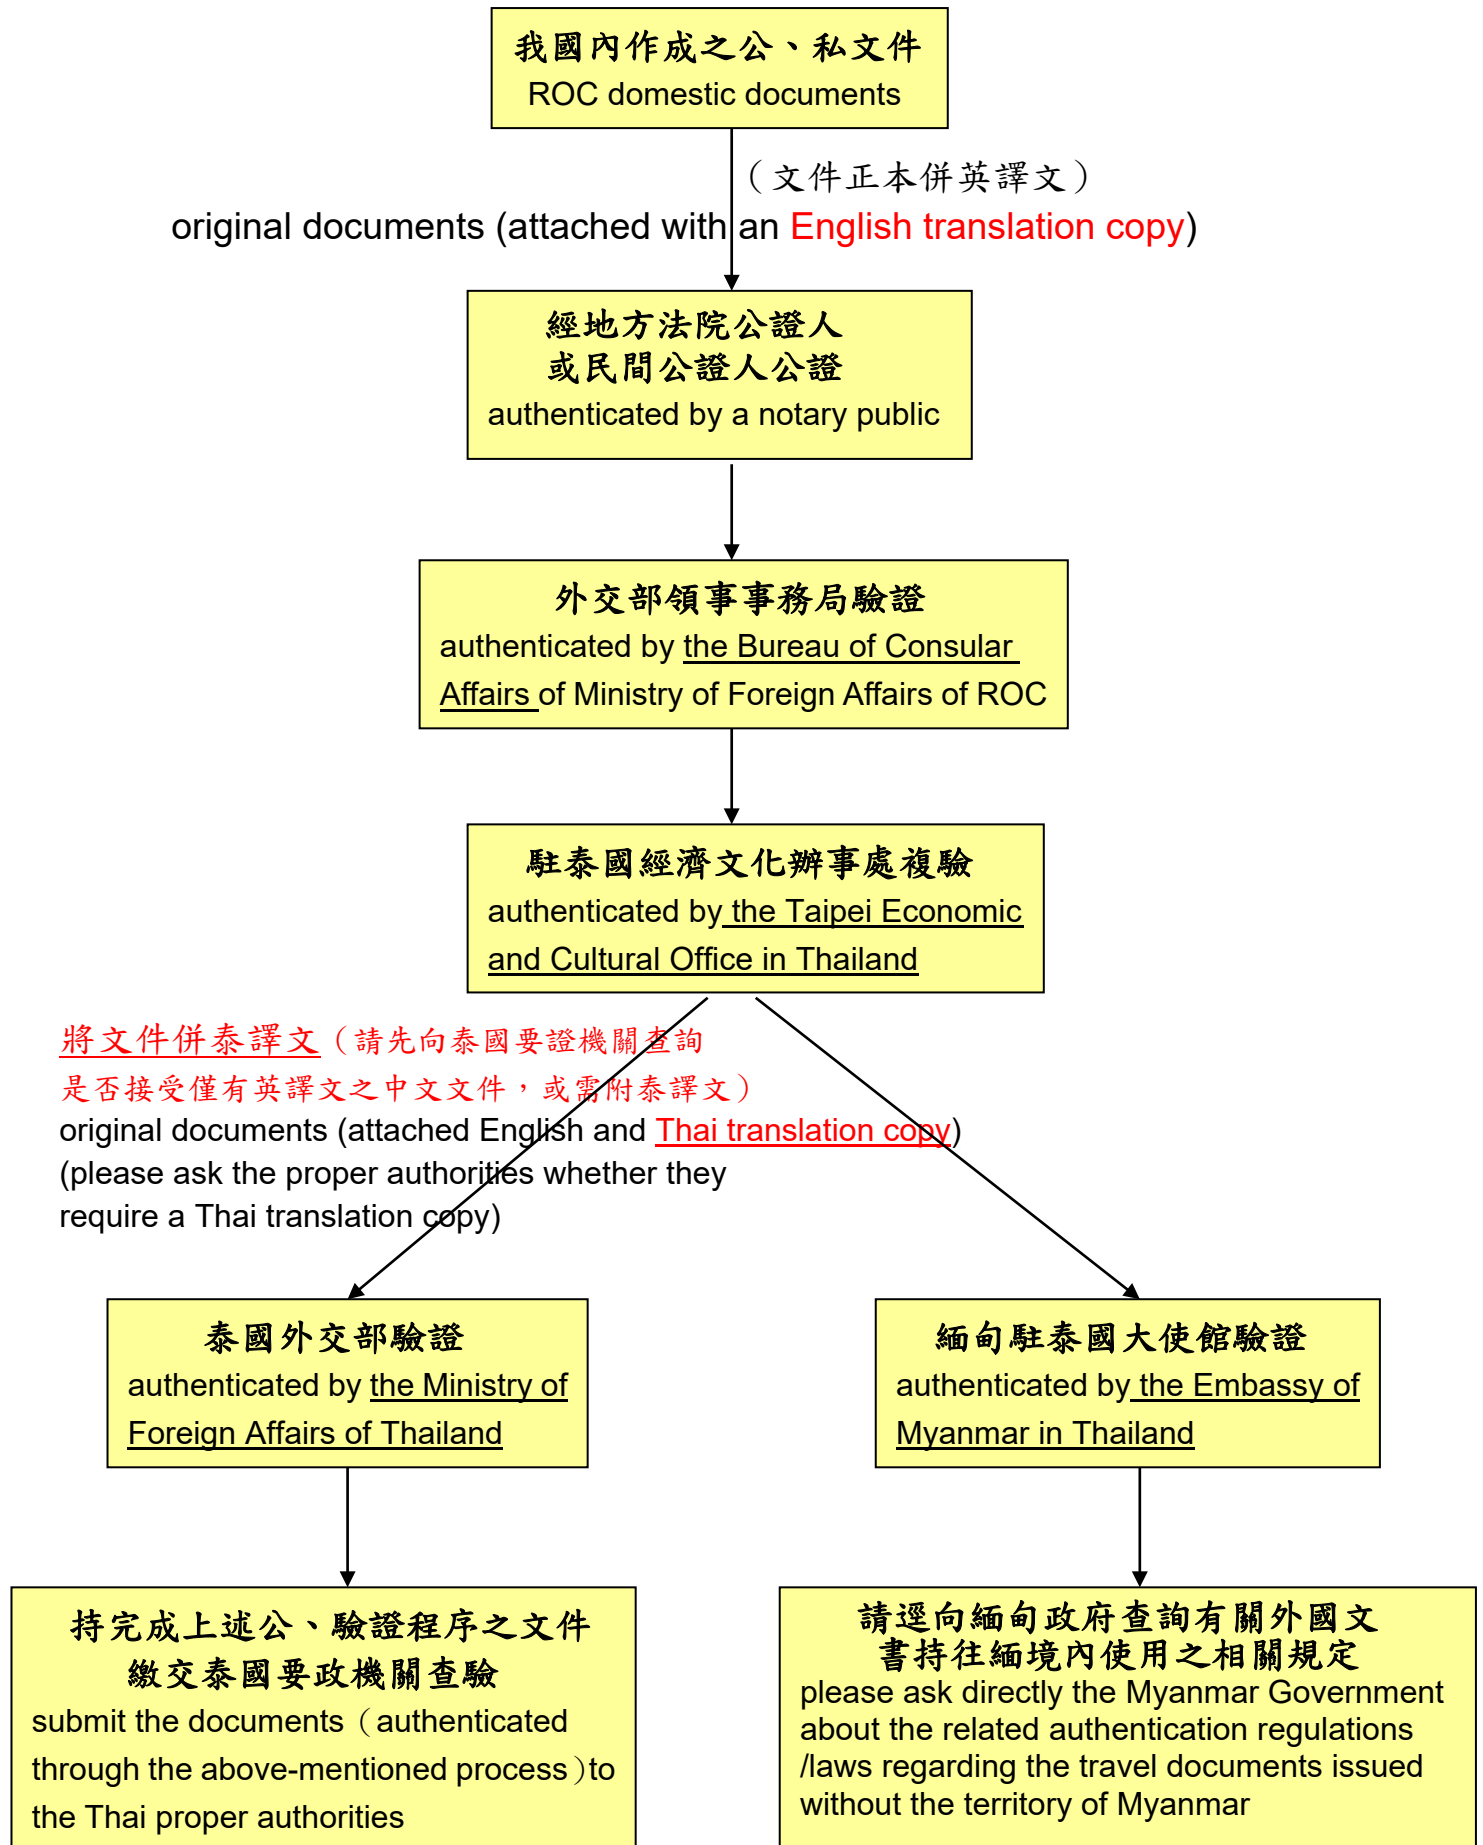 我國內作成之公、私文件
ROC domestic documents
（文件正本併英譯文）
original documents (attached with an English translation copy)
經地方法院公證人
或民間公證人公證
authenticated by a notary public
外交部領事事務局驗證
authenticated by the Bureau of Consular
Affairs of Ministry of Foreign Affairs of ROC
駐泰國經濟文化辦事處複驗
authenticated by the Taipei Economic
and Cultural Office in Thailand
將文件併泰譯文（請先向泰國要證機關查詢
是否接受僅有英譯文之中文文件，或需附泰譯文）
original documents (attached English and Thai translation copy)
(please ask the proper authorities whether they
require a Thai translation copy)
泰國外交部驗證
authenticated by the Ministry of
Foreign Affairs of Thailand
緬甸駐泰國大使館驗證
authenticated by the Embassy of
Myanmar in Thailand
持完成上述公、驗證程序之文件
繳交泰國要政機關查驗
submit the documents（authenticated
through the above-mentioned process）to
the Thai proper authorities
請逕向緬甸政府查詢有關外國文
書持往緬境內使用之相關規定
please ask directly the Myanmar Government
about the related authentication regulations
/laws regarding the travel documents issued
without the territory of Myanmar